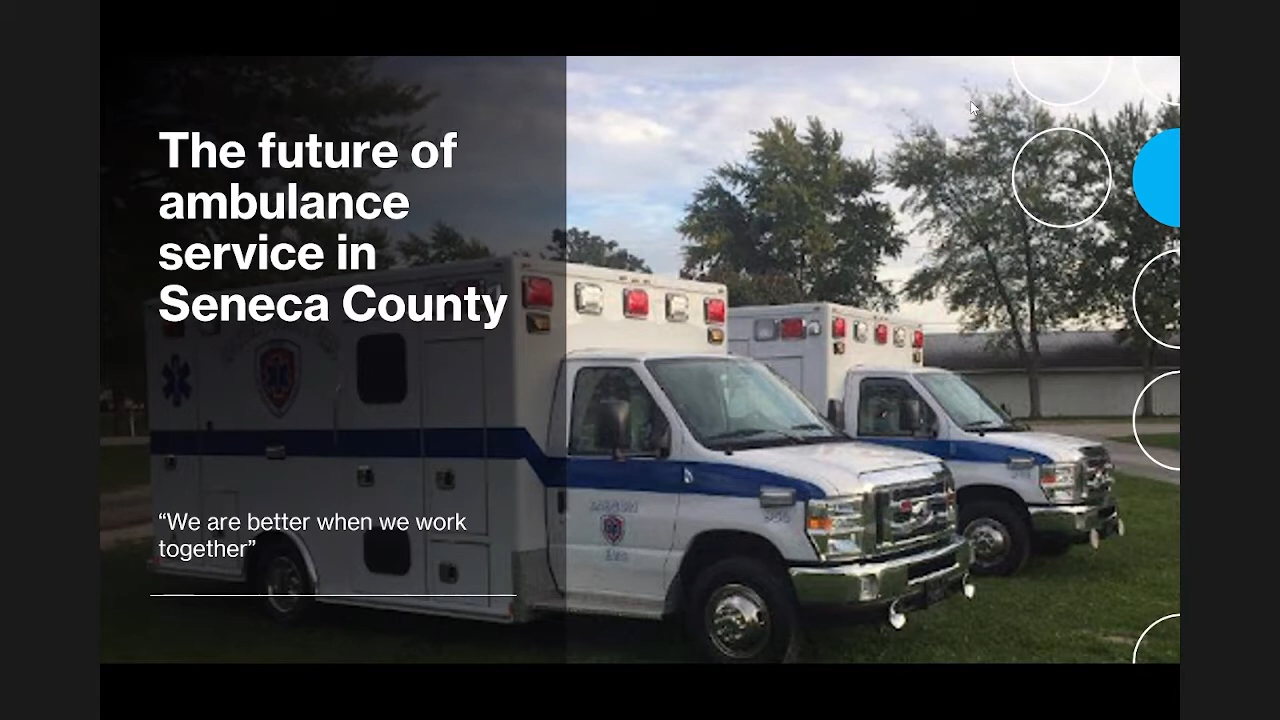 The future of
ambulance
service in
Seneca County
“We are better when we work
together”